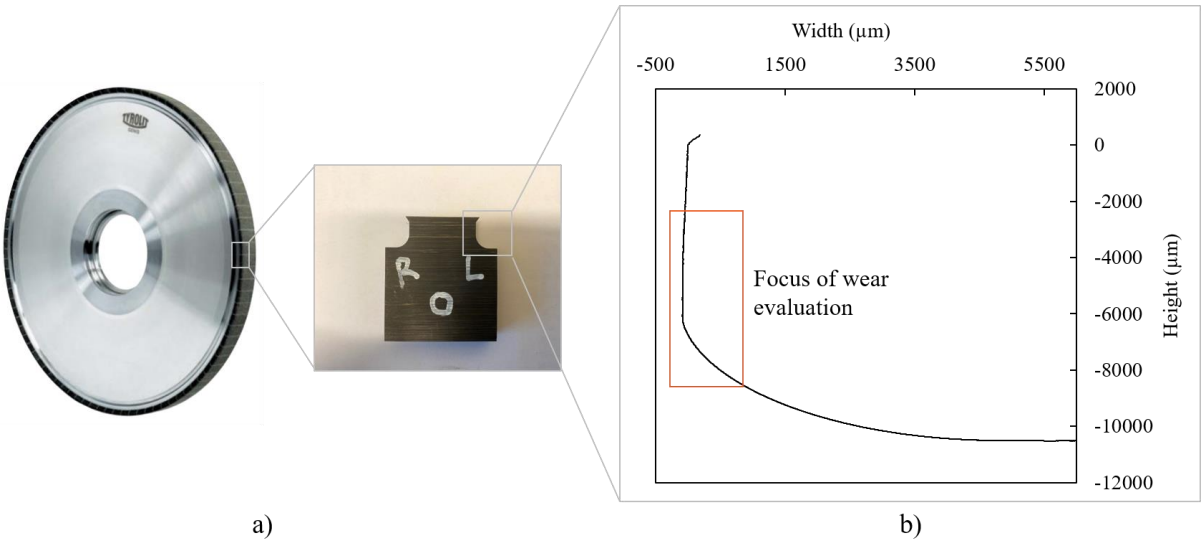 TYROLIT
R
L
O
Width (µm)
-500
1500
3500
5500
2000
0
-2000
-4000
-6000
-8000
-10000
-12000
Height (µm)
Focus of wear
evaluation
a)
b)